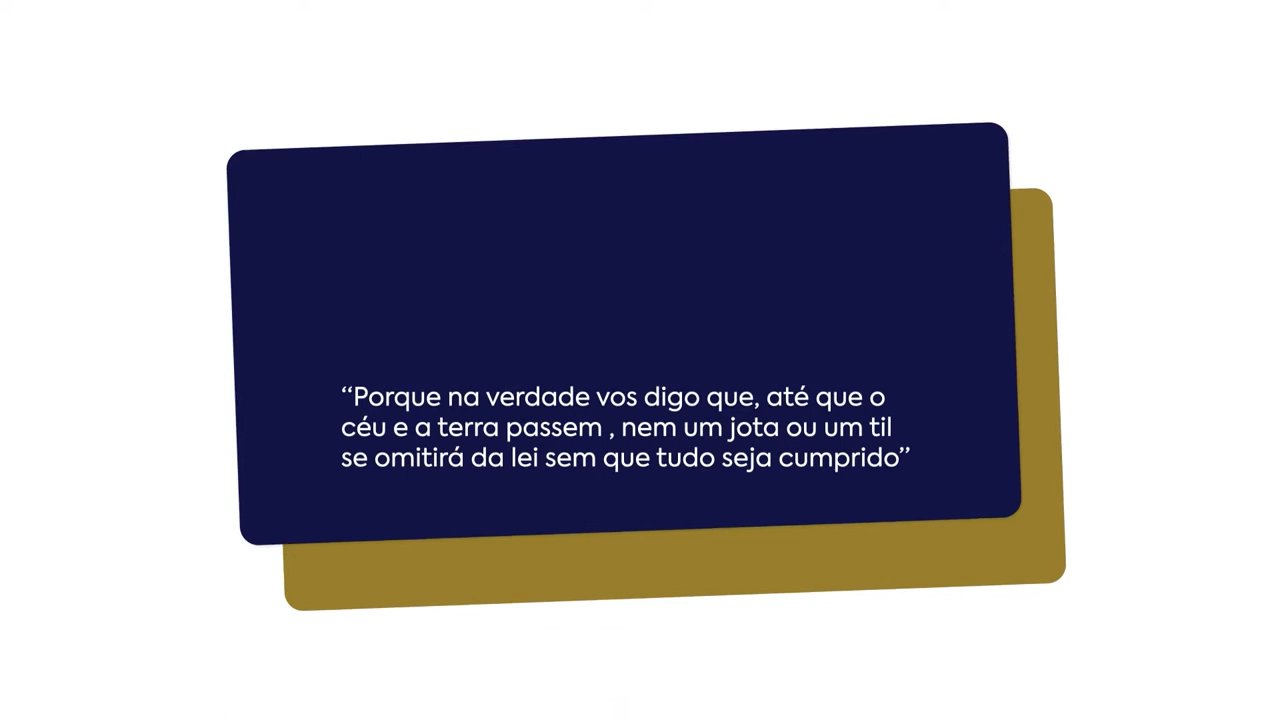 “Porque na verdade vos digo que, até que o
céu e a terra passem , nem um jota ou um til
se omitirá da lei sem que tudo seja cumprido”